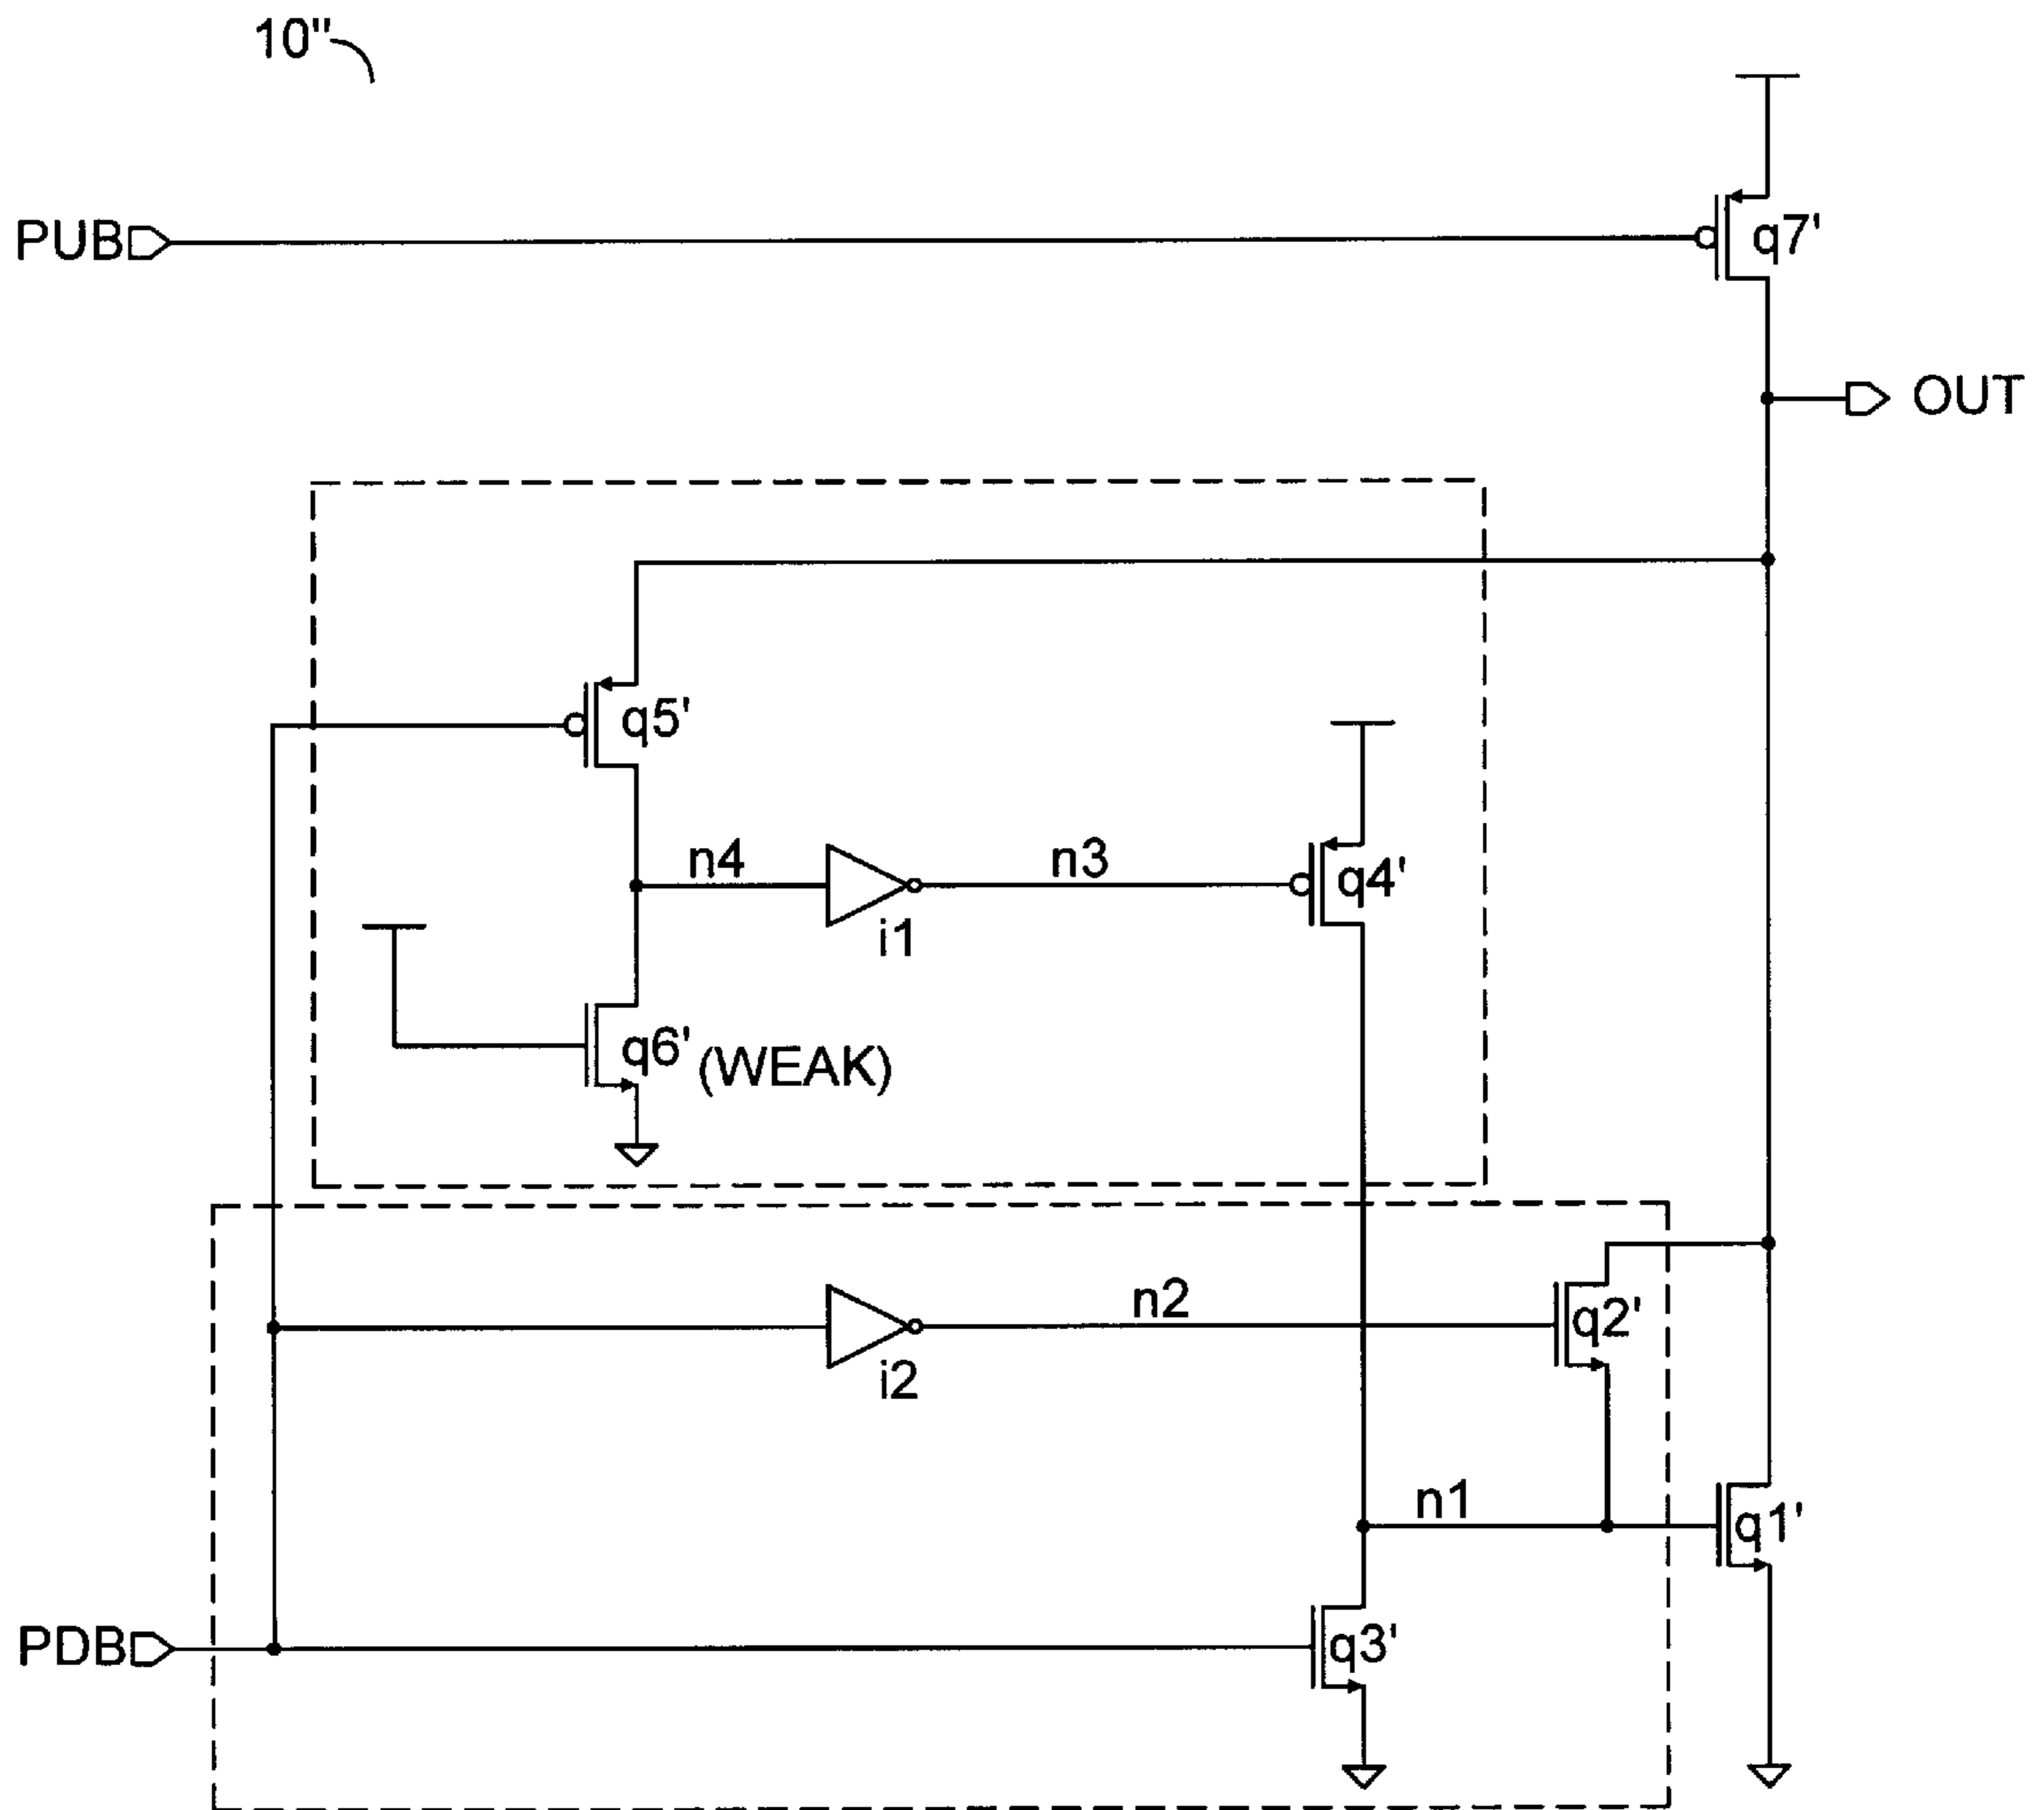 10"
PUB
q7'
OUT
q5'
n4
n3
q4'
i1
q6' (WEAK)
n2
q2'
i2
n1
q1'
PDB
q3'